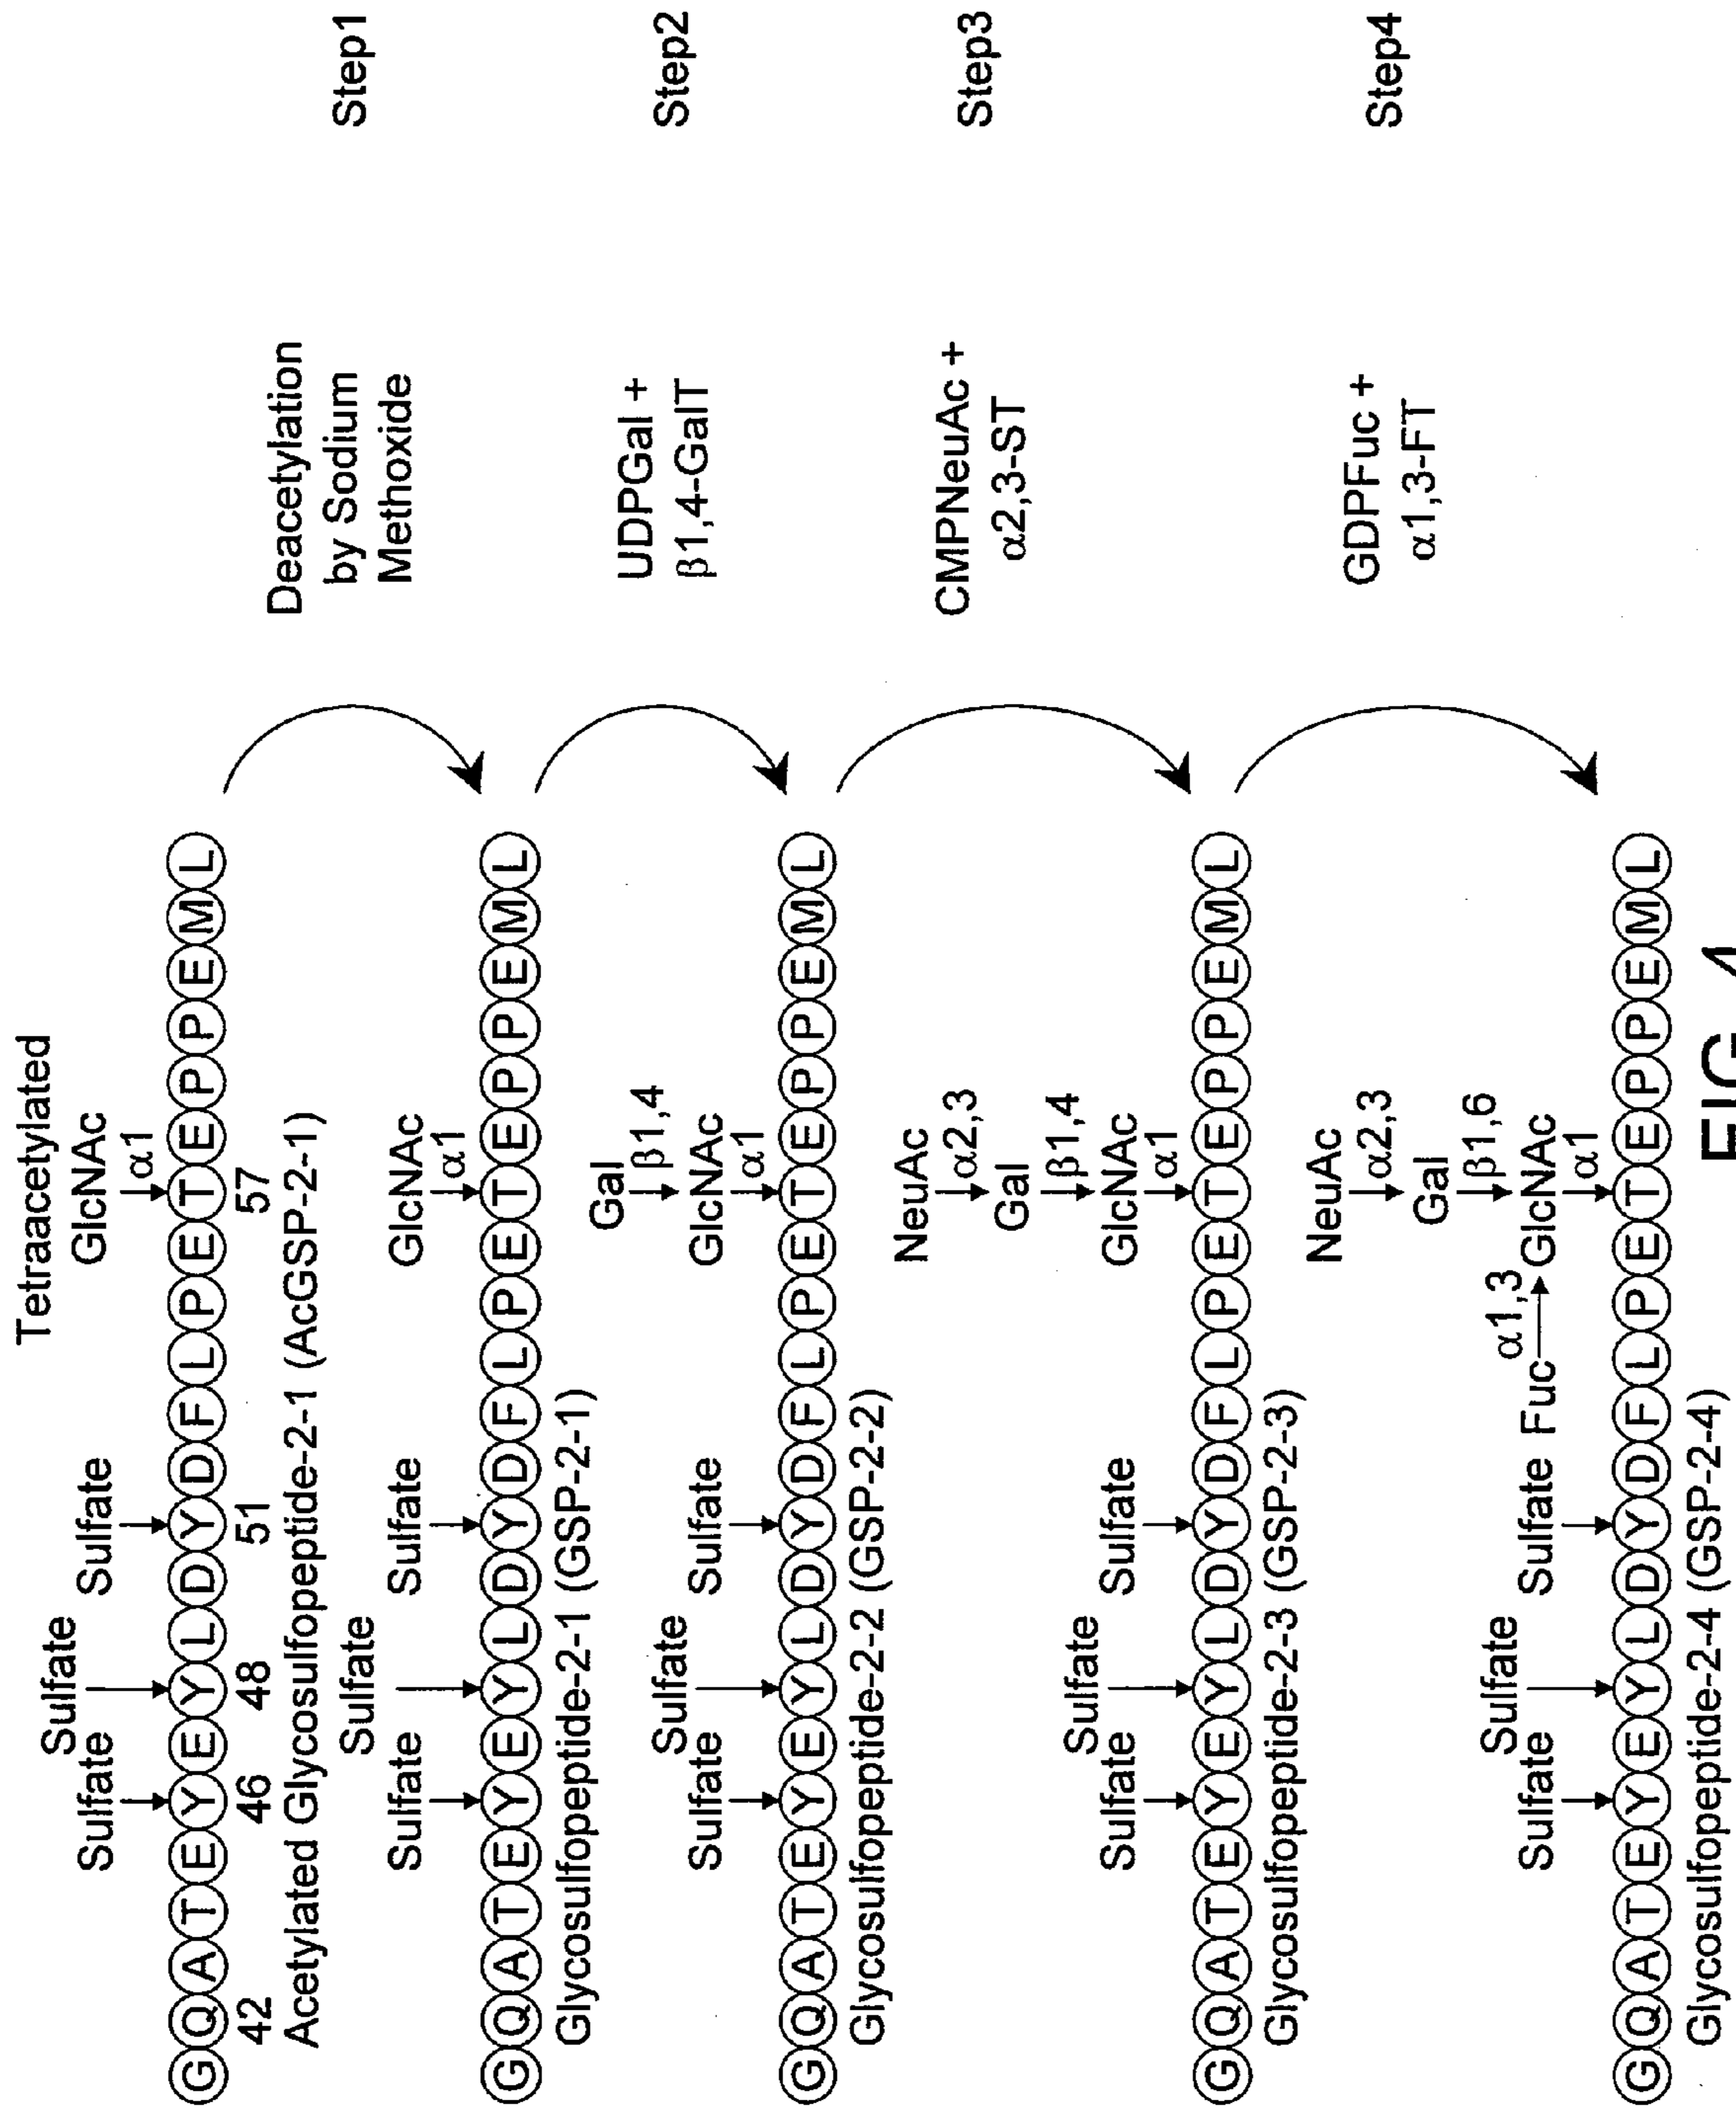 Tetraacetylated
Sulfate
Sulfate Sulfate GlcNAc
α1
GQATEYEYLDYDFLPETEPPEML
42 46 48 51 57
Acetylated Glycosulfopeptide-2-1 (AcGSP-2-1)
Deacetylation
by Sodium
Methoxide
Step1
Sulfate
Sulfate Sulfate GlcNAc
α1
GQATEYEYLDYDFLPETEPPEML
Glycosulfopeptide-2-1 (GSP-2-1)
UDPGal +
β1,4-GalT
Step2
Gal
β1,4
Sulfate
Sulfate Sulfate GlcNAc
α1
GQATEYEYLDYDFLPETEPPEML
Glycosulfopeptide-2-2 (GSP-2-2)
CMPNeuAc +
α2,3-ST
Step3
NeuAc
α2,3
Gal
β1,4
Sulfate
Sulfate Sulfate GlcNAc
α1
GQATEYEYLDYDFLPETEPPEML
Glycosulfopeptide-2-3 (GSP-2-3)
GDPFuc +
α1,3-FT
Step4
NeuAc
α2,3
Gal
β1,6
Sulfate
α1,3
Sulfate Sulfate Fuc GlcNAc
α1
GQATEYEYLDYDFLPETEPPEML
Glycosulfopeptide-2-4 (GSP-2-4)
FIG. 4